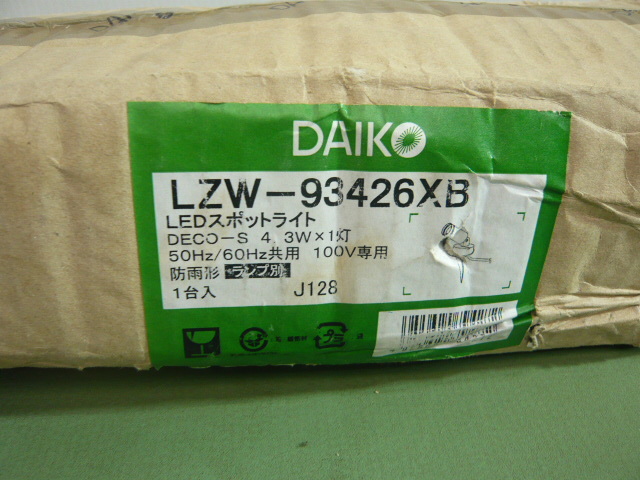 DAIKO
LZW-93426XB
LEDスポットライト
DECO-S 4.3W×1灯
50Hz/60Hz共用 100V専用
防雨形 ランプ別
1台入 J128
プラ